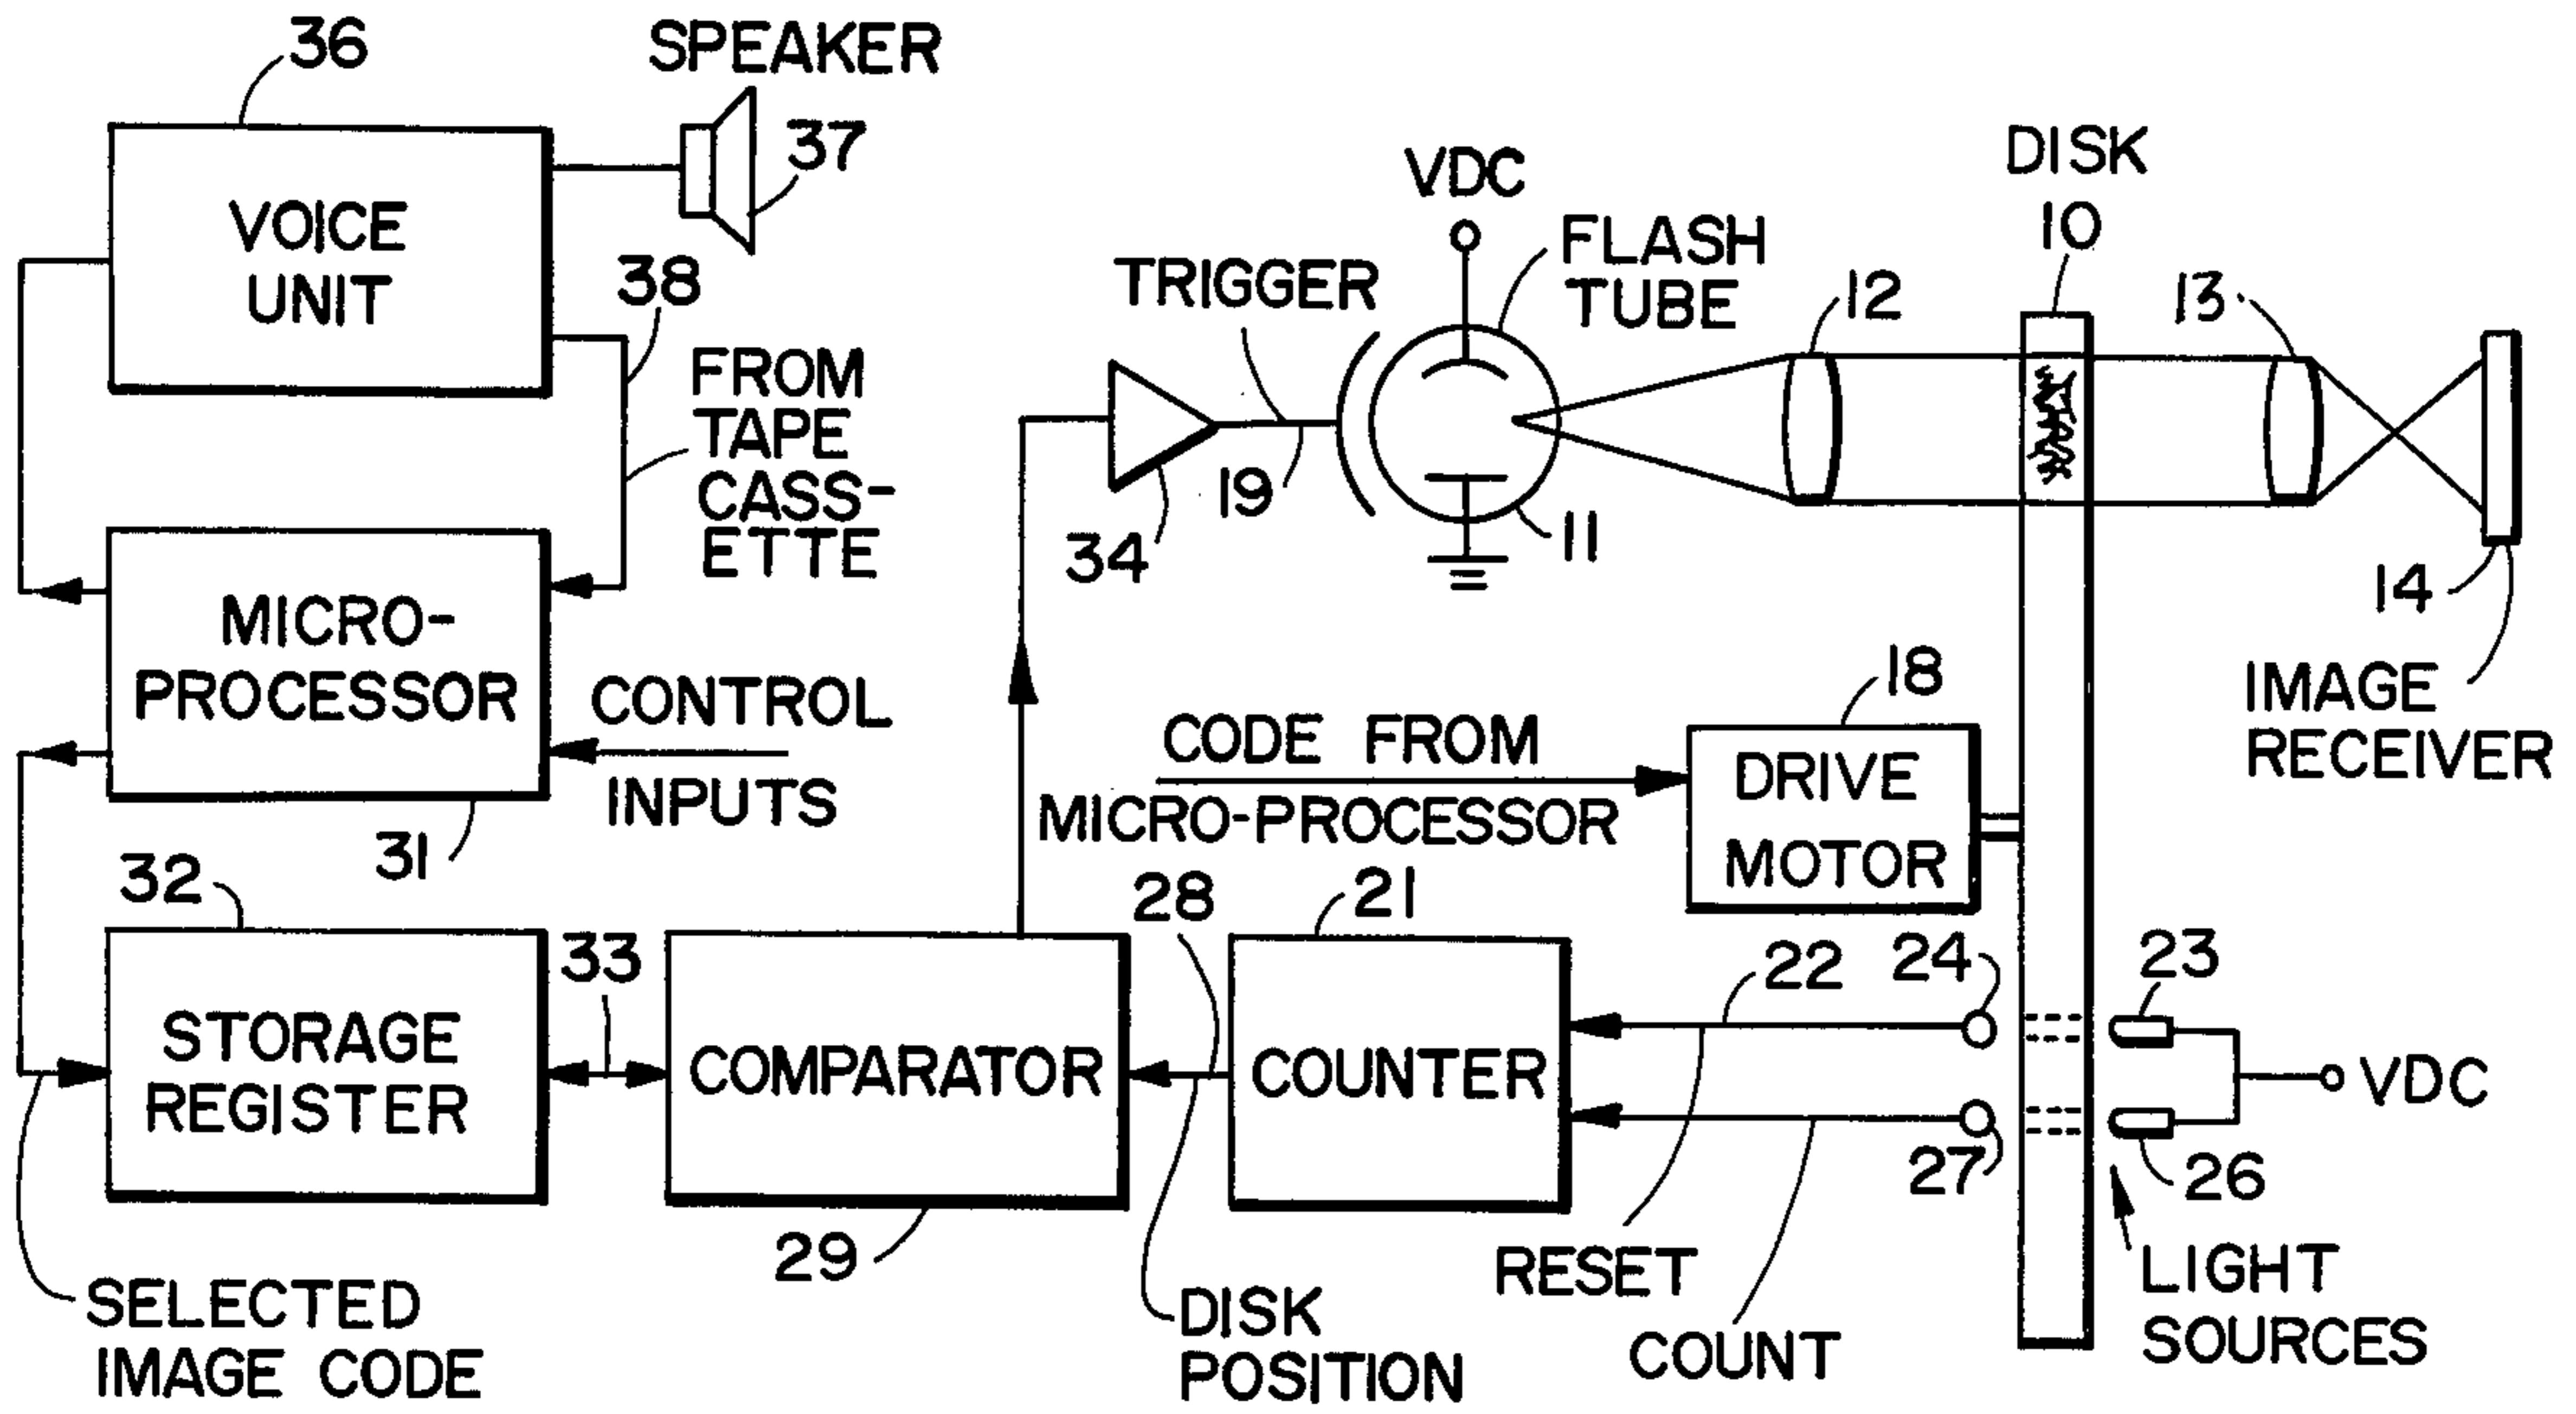 36
SPEAKER
37
VOICE
UNIT
38
FROM
TAPE
CASS-
ETTE
MICRO-
PROCESSOR
CONTROL
INPUTS
31
32
STORAGE
REGISTER
33
SELECTED
IMAGE CODE
COMPARATOR
29
28
DISK
POSITION
21
COUNTER
22
24
27
RESET
COUNT
TRIGGER
19
34
VDC
FLASH
TUBE
11
12
DISK
10
13
14
IMAGE
RECEIVER
18
CODE FROM
MICRO-PROCESSOR
DRIVE
MOTOR
23
VDC
26
LIGHT
SOURCES